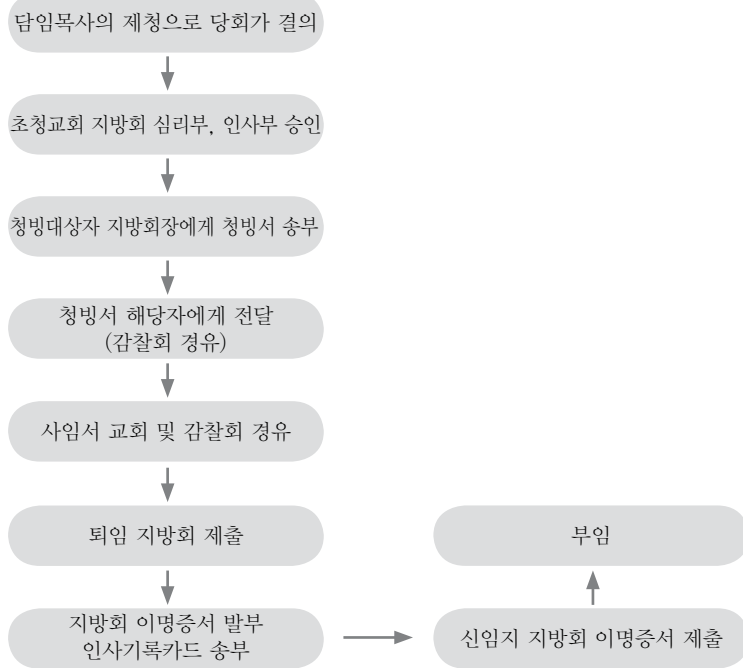 담임목사의 제청으로 당회가 결의
초청교회 지방회 심리부, 인사부 승인
청빙대상자 지방회장에게 청빙서 송부
청빙서 해당자에게 전달
(감찰회 경유)
사임서 교회 및 감찰회 경유
퇴임 지방회 제출
지방회 이명증서 발부
인사기록카드 송부
신임지 지방회 이명증서 제출
부임